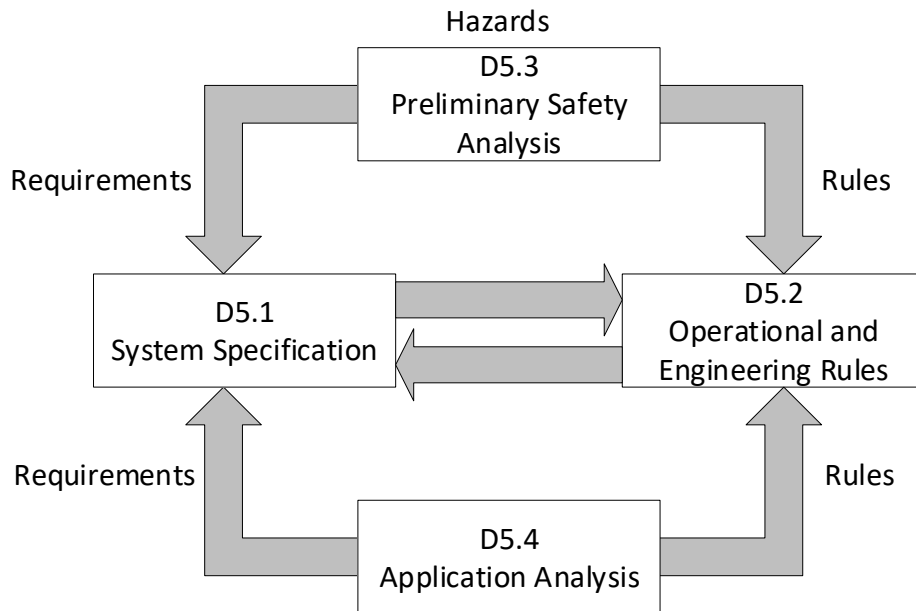 Hazards
D5.3
Preliminary Safety
Analysis
Requirements
Rules
D5.1
System Specification
D5.2
Operational and
Engineering Rules
Requirements
Rules
D5.4
Application Analysis